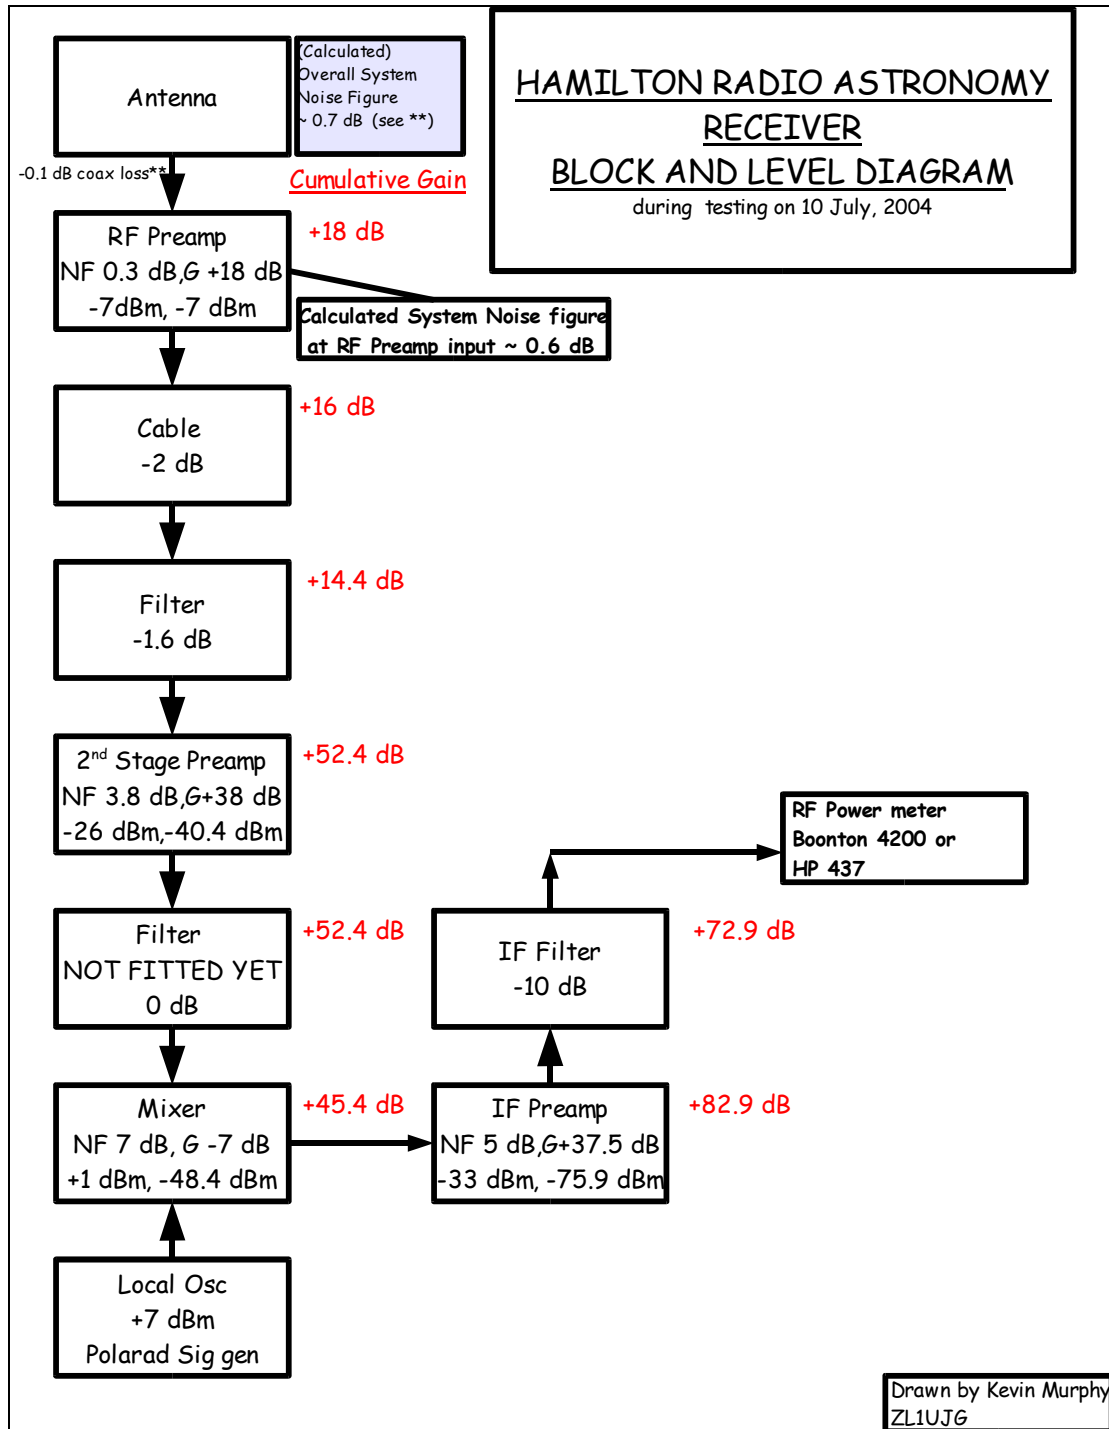 HAMILTON RADIO ASTRONOMY
RECEIVER
BLOCK AND LEVEL DIAGRAM
during testing on 10 July, 2004
Antenna
(Calculated)
Overall System
Noise Figure
~ 0.7 dB (see **)
-0.1 dB coax loss**
Cumulative Gain
RF Preamp
NF 0.3 dB,G +18 dB
-7dBm, -7 dBm
+18 dB
Calculated System Noise figure
at RF Preamp input ~ 0.6 dB
Cable
-2 dB
+16 dB
Filter
-1.6 dB
+14.4 dB
2nd Stage Preamp
NF 3.8 dB,G+38 dB
-26 dBm,-40.4 dBm
+52.4 dB
RF Power meter
Boonton 4200 or
HP 437
Filter
NOT FITTED YET
0 dB
+52.4 dB
IF Filter
-10 dB
+72.9 dB
Mixer
NF 7 dB, G -7 dB
+1 dBm, -48.4 dBm
+45.4 dB
IF Preamp
NF 5 dB,G+37.5 dB
-33 dBm, -75.9 dBm
+82.9 dB
Local Osc
+7 dBm
Polarad Sig gen
Drawn by Kevin Murphy
ZL1UJG